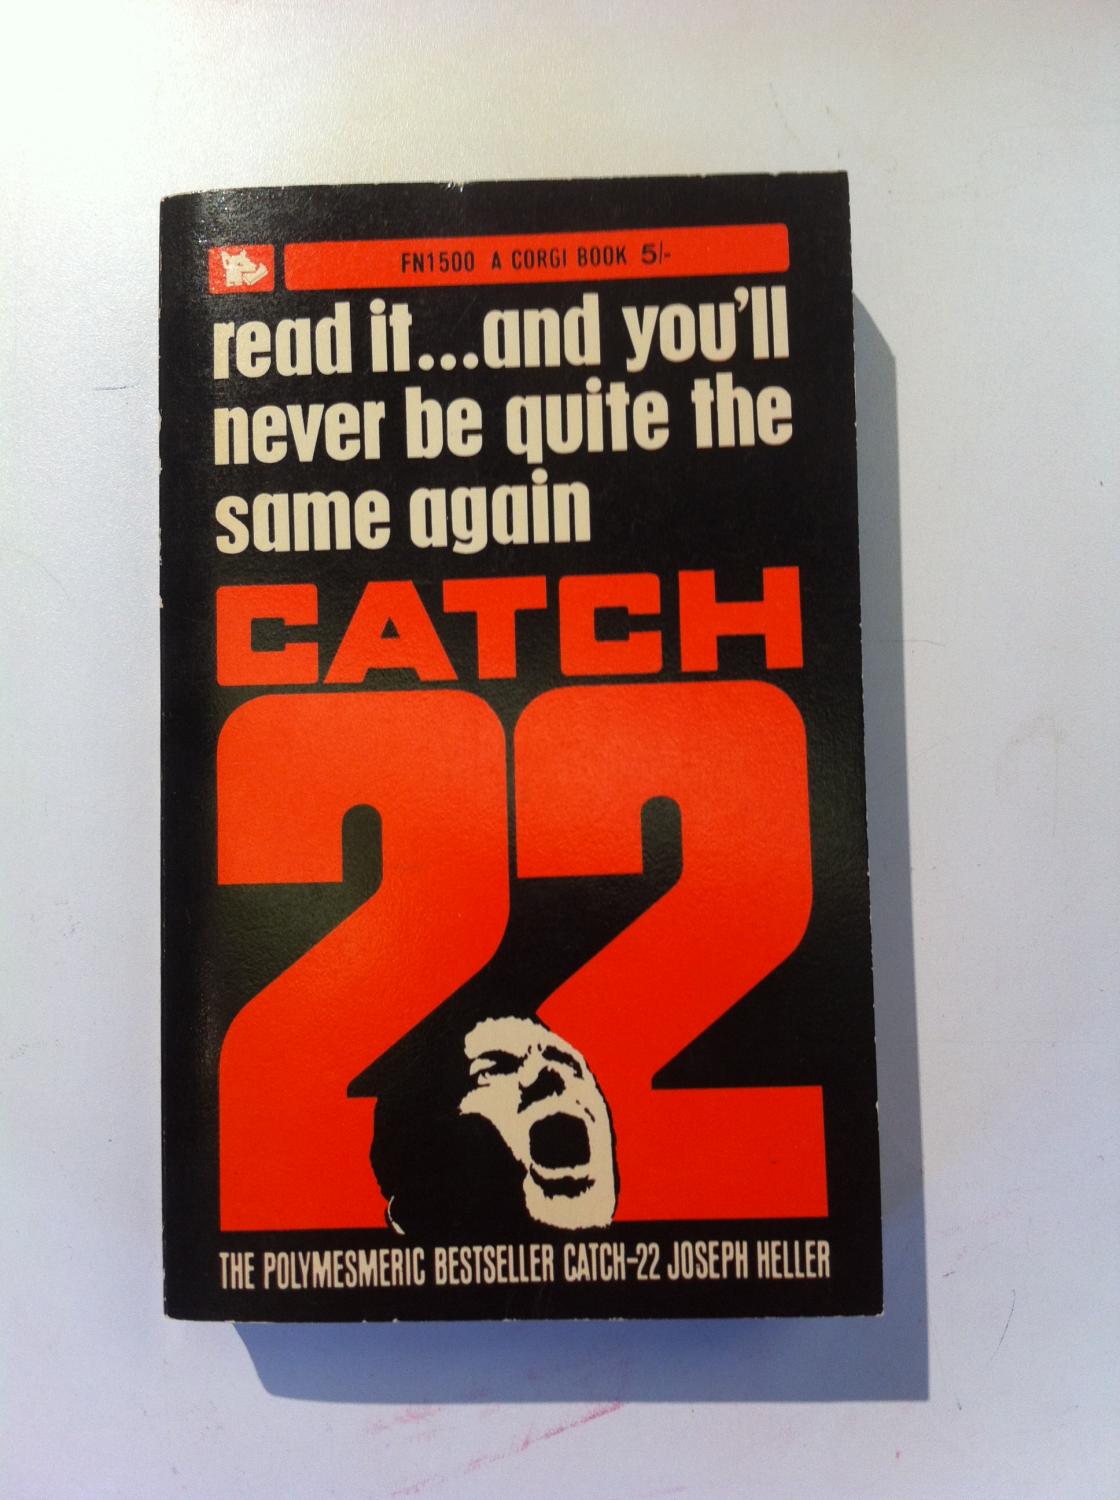 FN1500 A CORGI BOOK 5/-
read it...and you'll
never be quite the
same again
CATCH
22
THE POLYMESMERIC BESTSELLER CATCH-22 JOSEPH HELLER